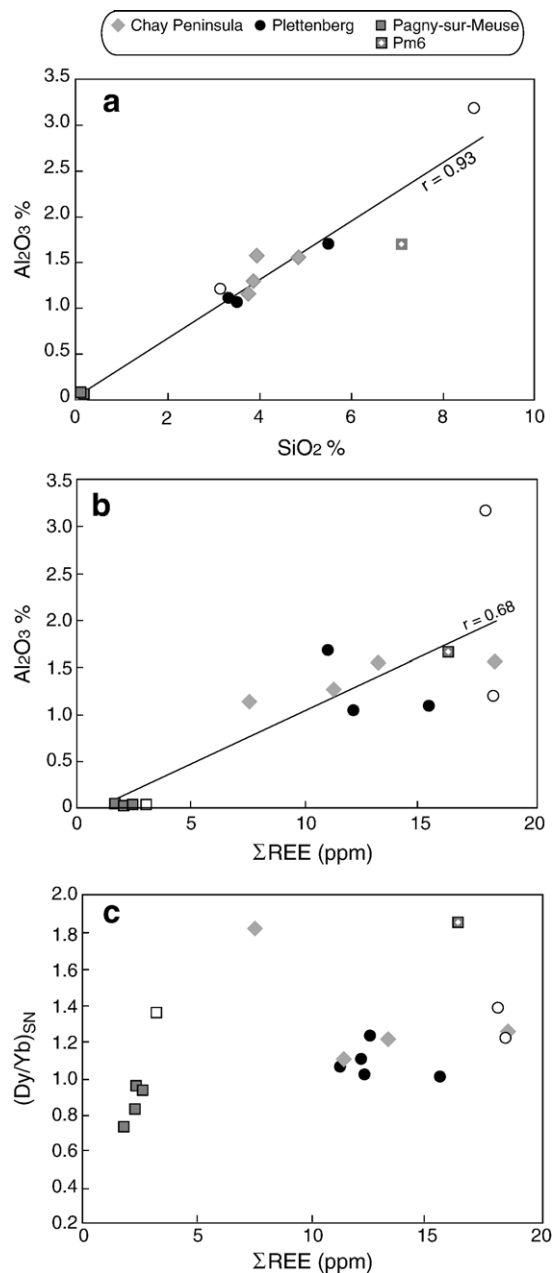 Chay Peninsula Plettenberg Pagny-sur-Meuse
Pm6
a
3.5
3.0
2.5
2.0
1.5
1.0
0.5
0
Al₂O₃ %
r = 0.93
0 2 4 6 8 10
SiO₂ %
b
3.5
3.0
2.5
2.0
1.5
1.0
0.5
0
Al₂O₃ %
r = 0.68
0 5 10 15 20
ΣREE (ppm)
c
2.0
1.8
1.6
1.4
1.2
1.0
0.8
0.6
0.4
0.2
(Dy/Yb)SN
5 10 15 20
ΣREE (ppm)